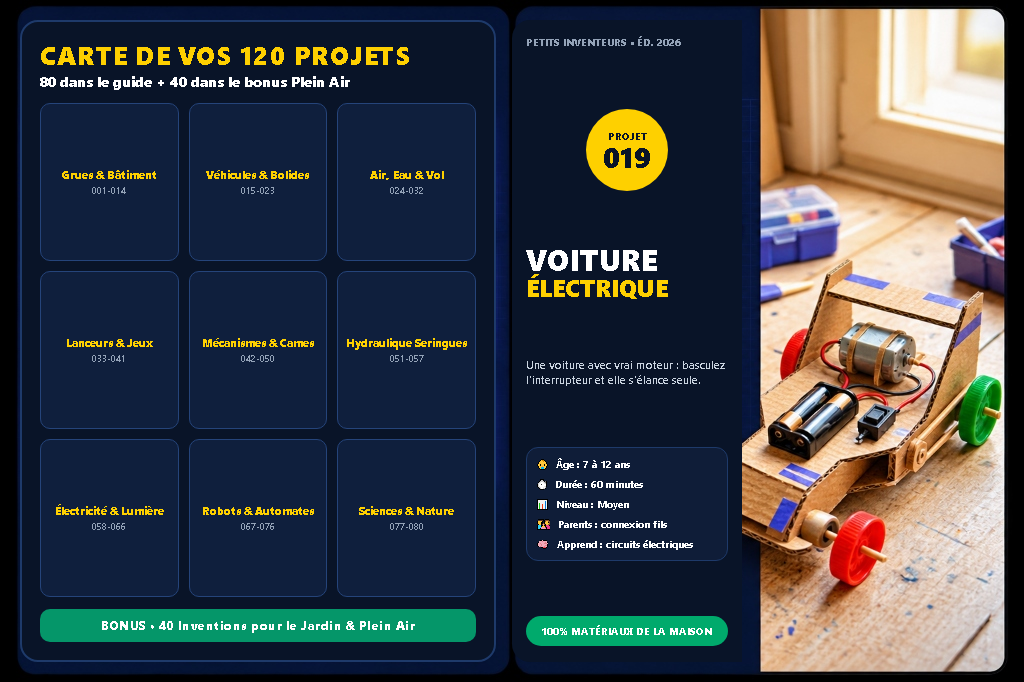 CARTE DE VOS 120 PROJETS
80 dans le guide + 40 dans le bonus Plein Air
Grues & Bâtiment
001-014
Véhicules & Bolides
015-023
Air, Eau & Vol
024-032
Lanceurs & Jeux
033-041
Mécanismes & Cames
042-050
Hydraulique Seringues
051-057
Électricité & Lumière
058-066
Robots & Automates
067-076
Sciences & Nature
077-080
BONUS • 40 Inventions pour le Jardin & Plein Air
PETITS INVENTEURS • ÉD. 2026
PROJET
019
VOITURE
ÉLECTRIQUE
Une voiture avec vrai moteur : basculez
l'interrupteur et elle s'élance seule.
Âge : 7 à 12 ans
Durée : 60 minutes
Niveau : Moyen
Parents : connexion fils
Apprend : circuits électriques
100% MATÉRIAUX DE LA MAISON